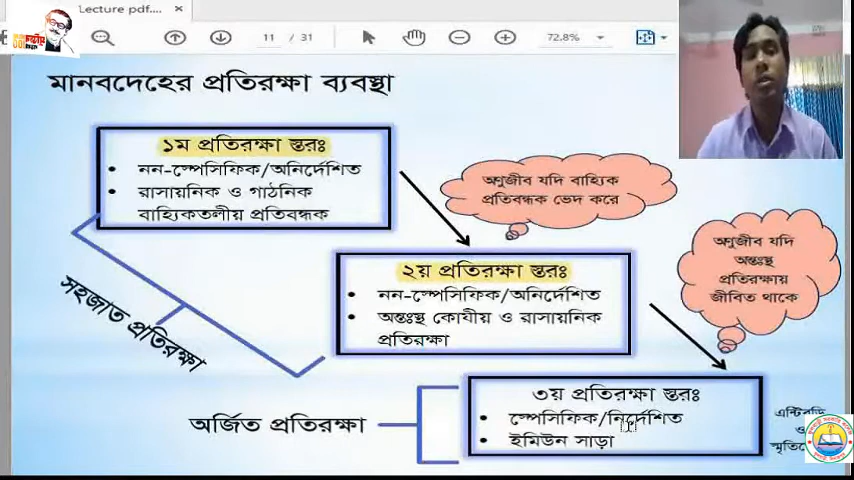 Lecture pdf....
11 / 31
72.8%
মানবদেহের প্রতিরক্ষা ব্যবস্থা
১ম প্রতিরক্ষা স্তরঃ
• নন-স্পেসিফিক/অনির্দেশিত
• রাসায়নিক ও গাঠনিক
বাহ্যিকতলীয় প্রতিবন্ধক
অণুজীব যদি বাহ্যিক
প্রতিবন্ধক ভেদ করে
২য় প্রতিরক্ষা স্তরঃ
• নন-স্পেসিফিক/অনির্দেশিত
• অন্তঃস্থ কোষীয় ও রাসায়নিক
প্রতিরক্ষা
অণুজীব যদি
অন্তঃস্থ
প্রতিরক্ষায়
জীবিত থাকে
সহজাত প্রতিরক্ষা
৩য় প্রতিরক্ষা স্তরঃ
• স্পেসিফিক/নির্দেশিত
• ইমিউন সাড়া
অর্জিত প্রতিরক্ষা
এন্টিবডি
ও